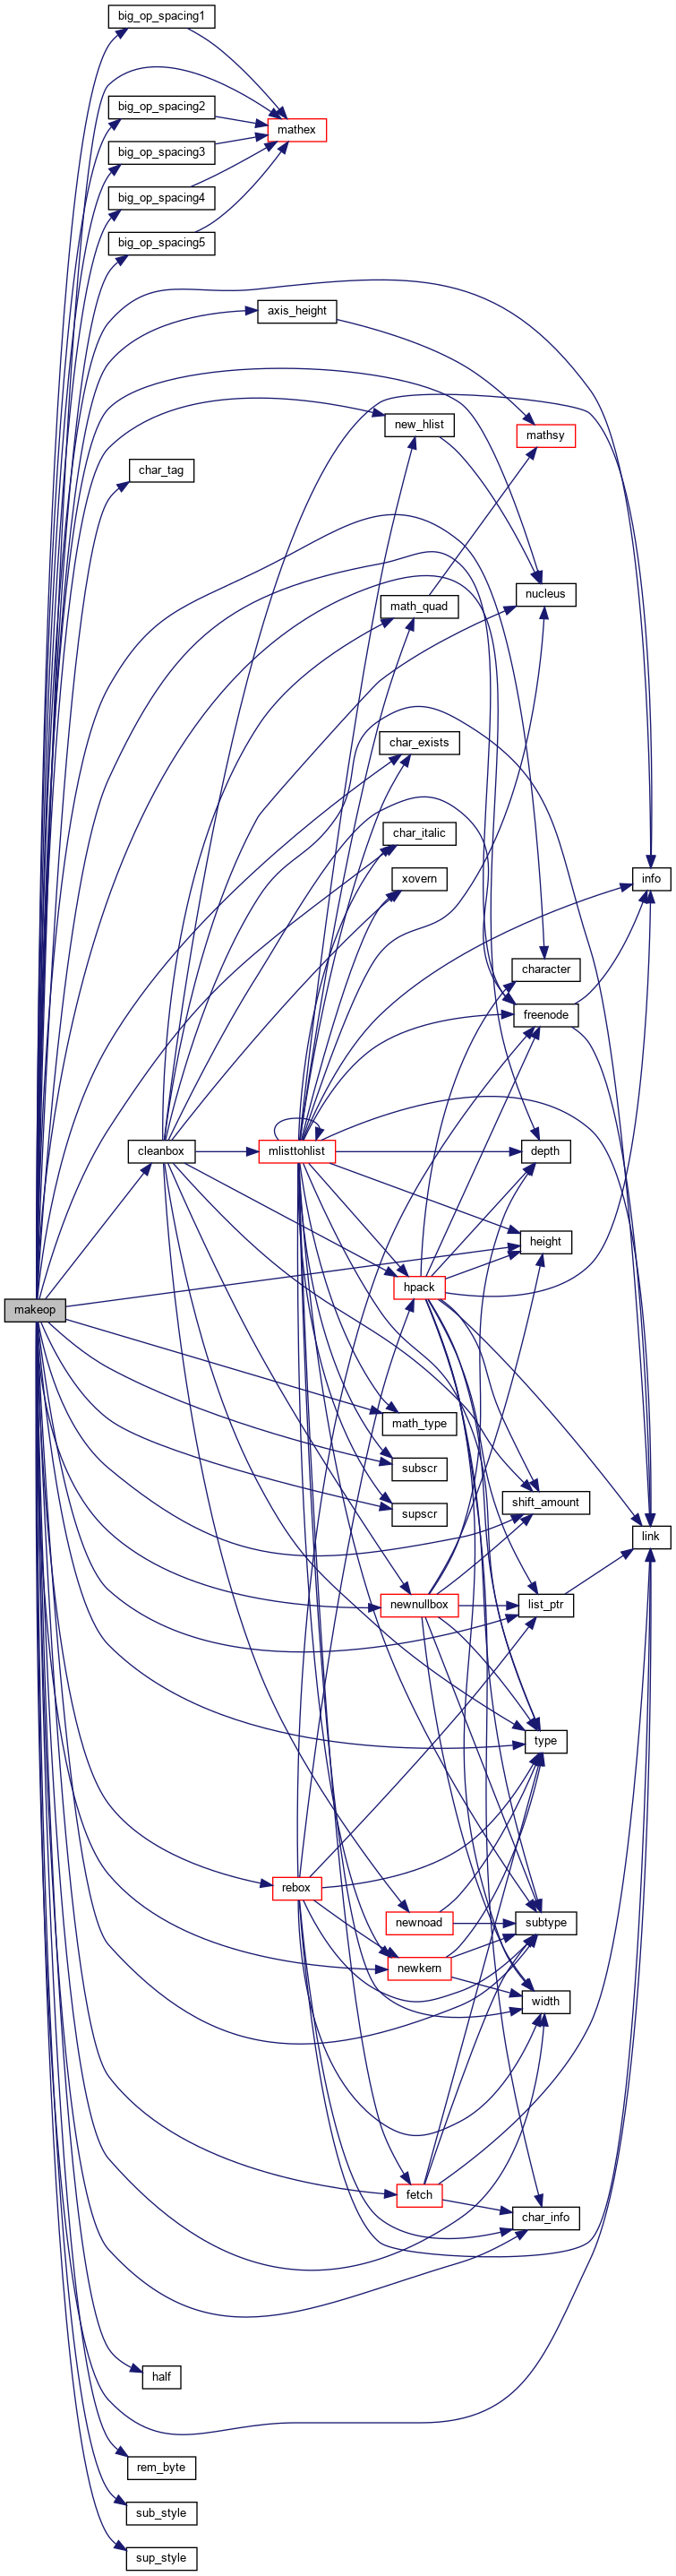 big_op_spacing1
big_op_spacing2
mathex
big_op_spacing3
big_op_spacing4
big_op_spacing5
axis_height
new_hlist
mathsy
char_tag
nucleus
math_quad
char_exists
char_italic
xovern
info
character
freenode
cleanbox
mlisttohlist
depth
height
hpack
makeop
math_type
subscr
shift_amount
supscr
link
newnullbox
list_ptr
type
rebox
newnoad
subtype
newkern
width
fetch
char_info
half
rem_byte
sub_style
sup_style